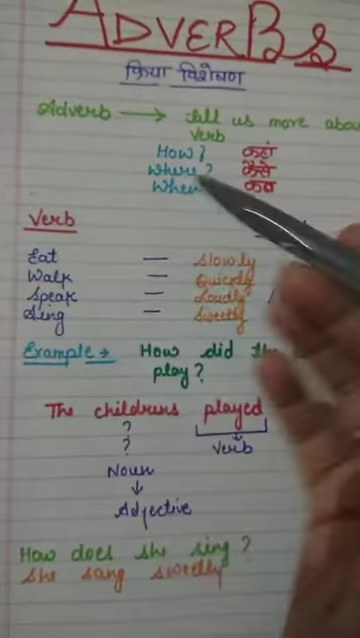 ADVERBS
क्रिया विशेषण
Adverb → tell us more about
verb
How? कहां
Where? कैसे
When कब
Verb
Eat — Slowly
Walk — Quickly
Speak — Loudly
Sing — Sweetly
Example → How did the
play?
The childruns played
? Verb
?
Noun
↓
Adjective
How does she sing?
She sang sweetly